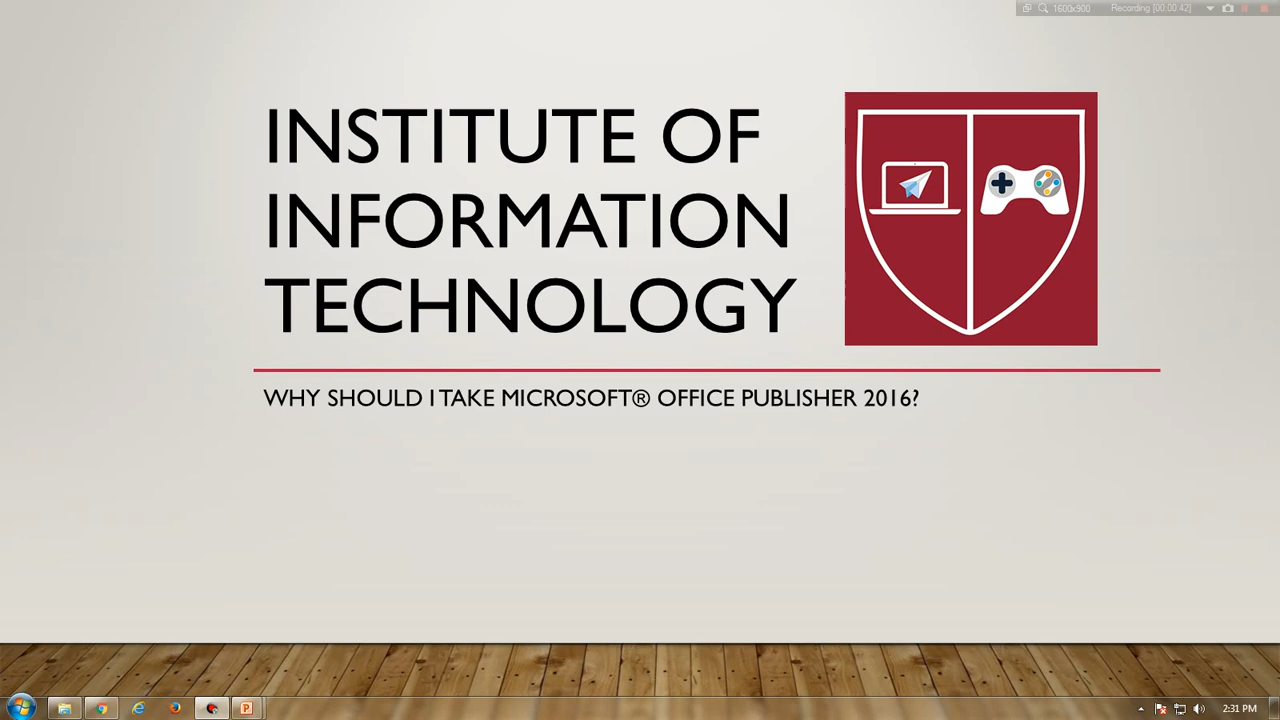 1600x900 Recording [00:00:42]
INSTITUTE OF
INFORMATION
TECHNOLOGY
WHY SHOULD I TAKE MICROSOFT® OFFICE PUBLISHER 2016?
2:31 PM